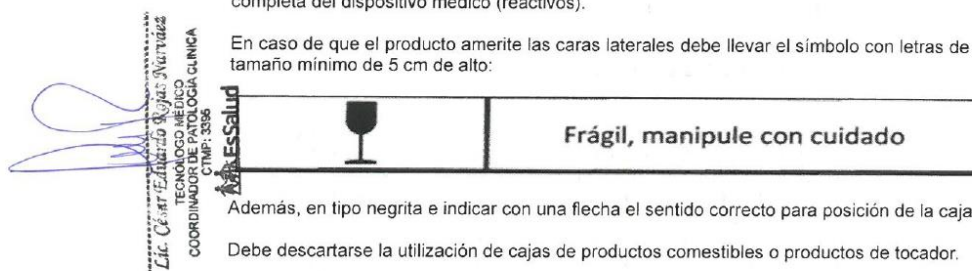 completa del dispositivo médico (reactivos).
En caso de que el producto amerite las caras laterales debe llevar el símbolo con letras de
tamaño mínimo de 5 cm de alto:
Frágil, manipule con cuidado
Además, en tipo negrita e indicar con una flecha el sentido correcto para posición de la caja
Debe descartarse la utilización de cajas de productos comestibles o productos de tocador.
Lic. César Eduardo Rojas Narváez
TECNÓLOGO MÉDICO
COORDINADOR DE PATOLOGÍA CLINICA
CTMP: 3396
EsSalud